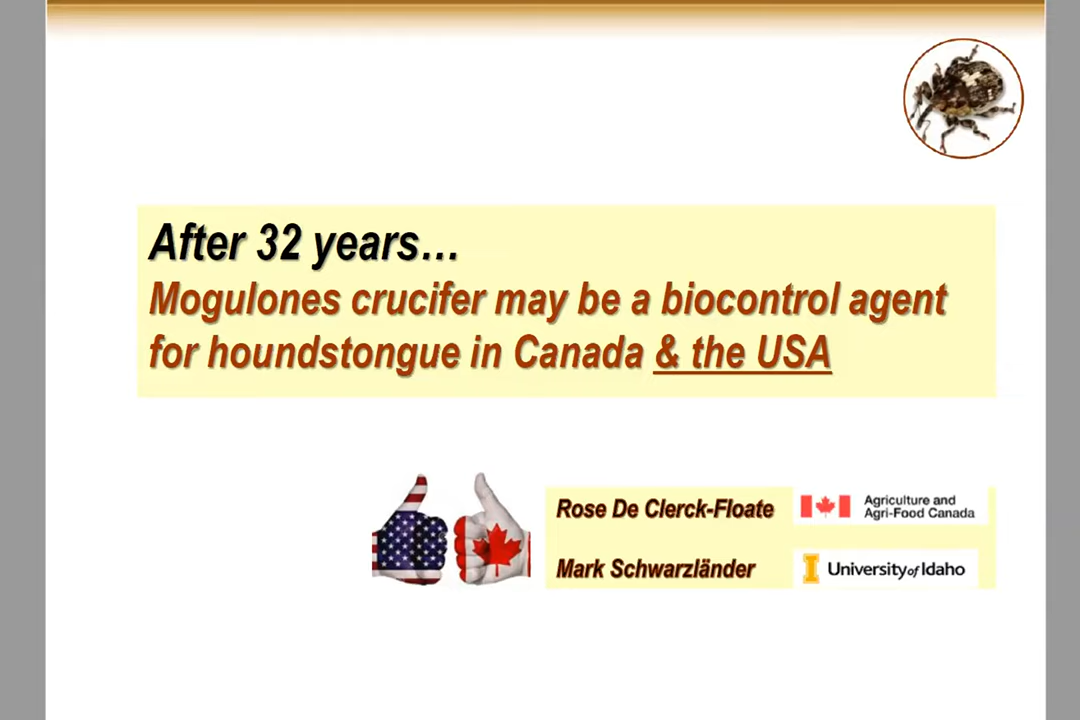 After 32 years…
Mogulones crucifer may be a biocontrol agent
for houndstongue in Canada & the USA
Rose De Clerck-Floate
Agriculture and
Agri-Food Canada
Mark Schwarzländer
I
University of Idaho